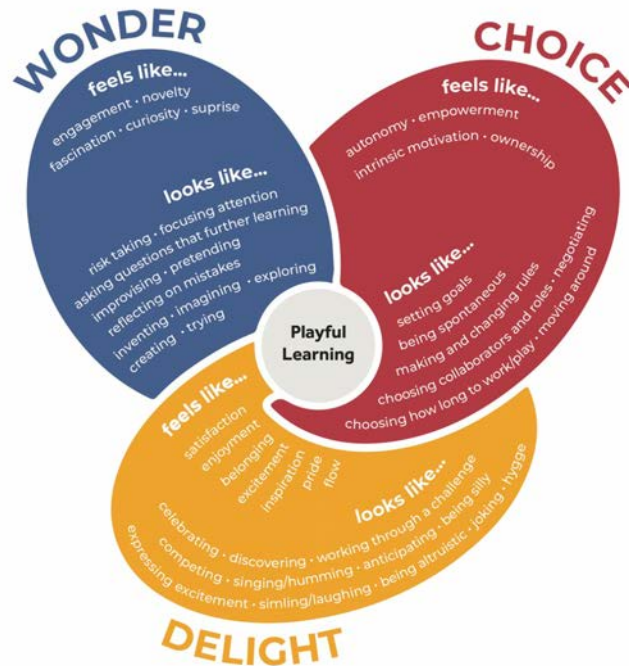 WONDER
feels like...
engagement • novelty
fascination • curiosity • suprise
looks like...
risk taking • focusing attention
asking questions that further learning
improvising • pretending
reflecting on mistakes
inventing • imagining • exploring
creating • trying
CHOICE
feels like...
autonomy • empowerment
intrinsic motivation • ownership
looks like...
setting goals
being spontaneous
making and changing rules
choosing collaborators and roles • negotiating
choosing how long to work/play • moving around
Playful
Learning
feels like...
satisfaction
enjoyment
belonging
excitement
inspiration
pride
flow
looks like...
celebrating • discovering • working through a challenge
competing • singing/humming • anticipating • being silly
expressing excitement • simling/laughing • being altruistic • joking • hygge
DELIGHT